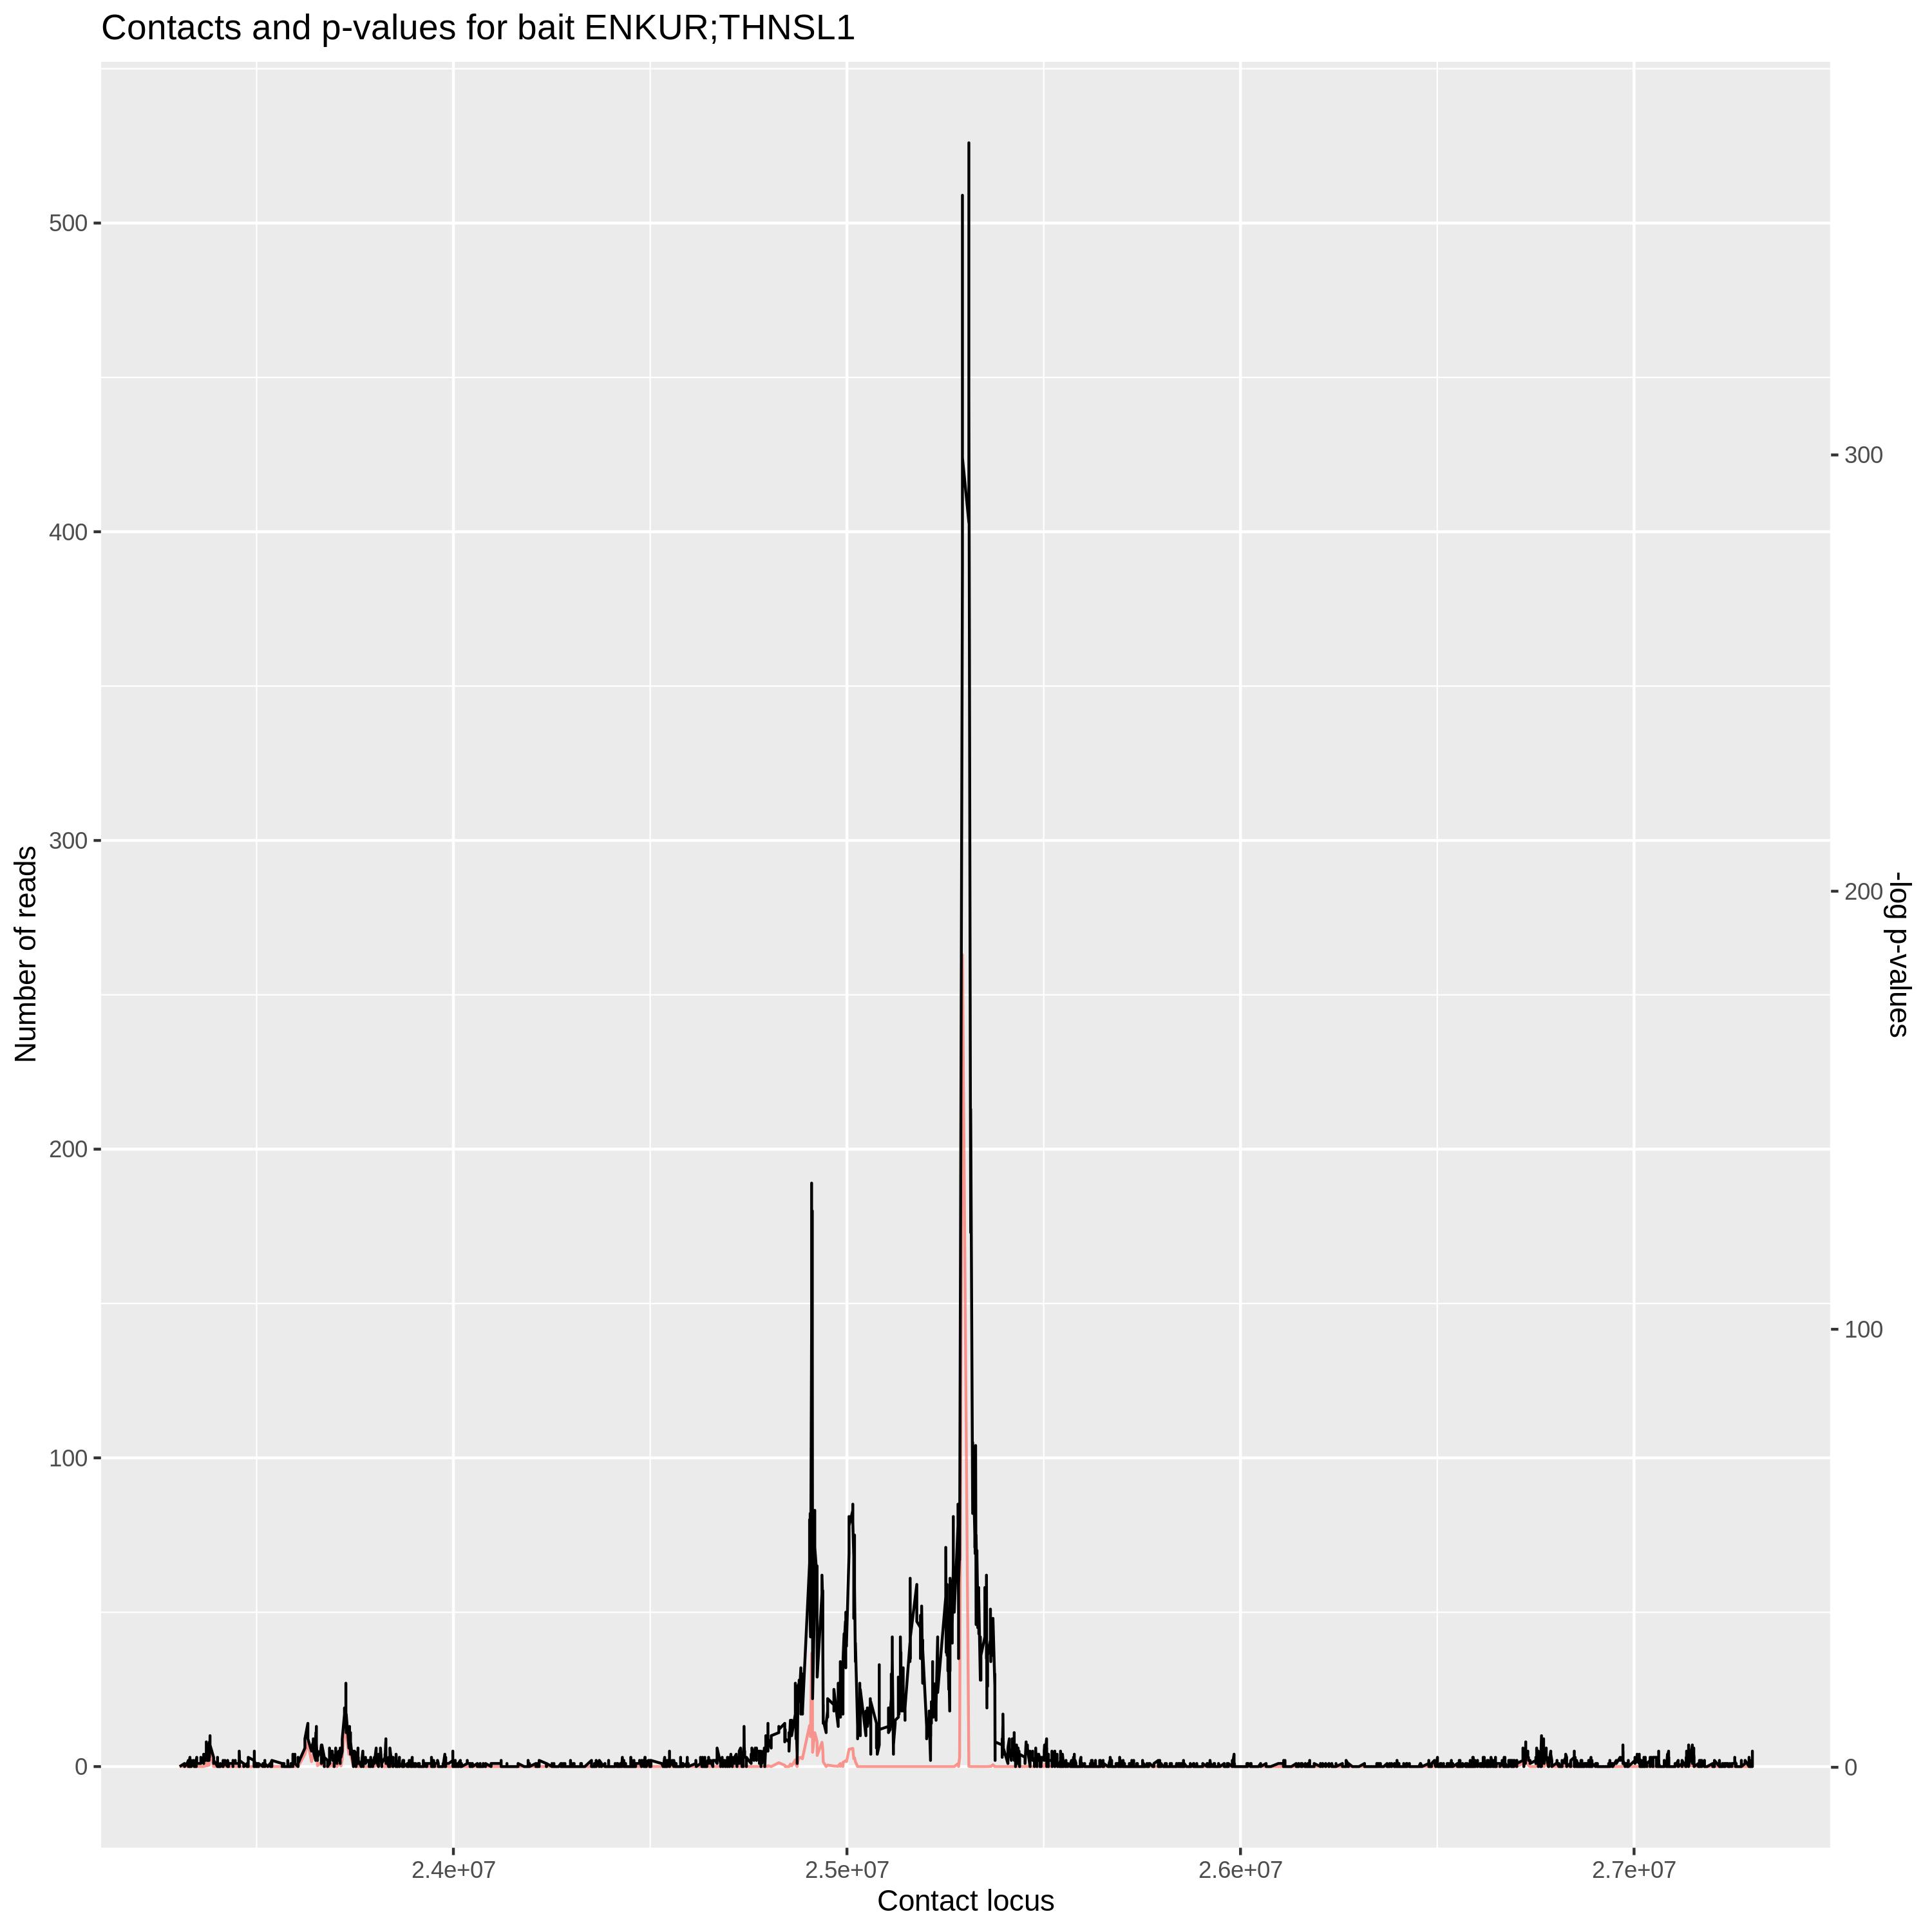 Contacts and p-values for bait ENKUR;THNSL1
500
400
300
200
100
0
Number of reads
300
200
100
0
-log p-values
2.4e+07
2.5e+07
2.6e+07
2.7e+07
Contact locus